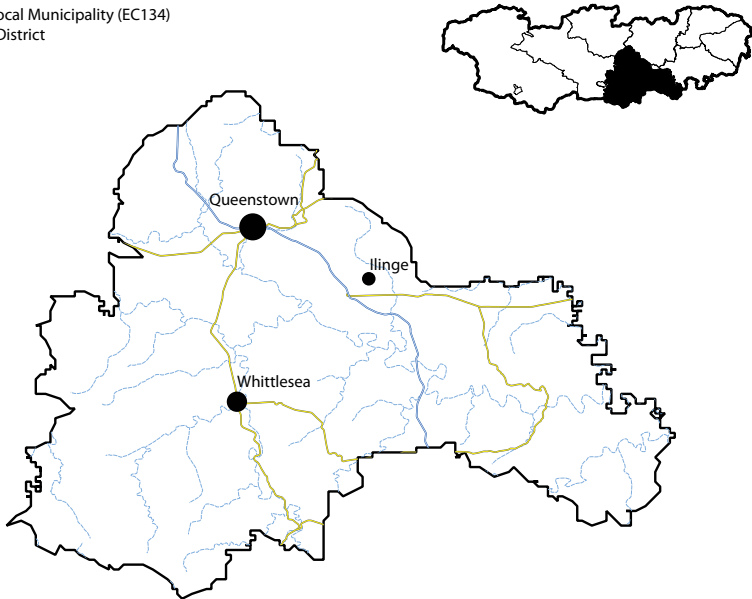 ocal Municipality (EC134)
District
Queenstown
Ilinge
Whittlesea